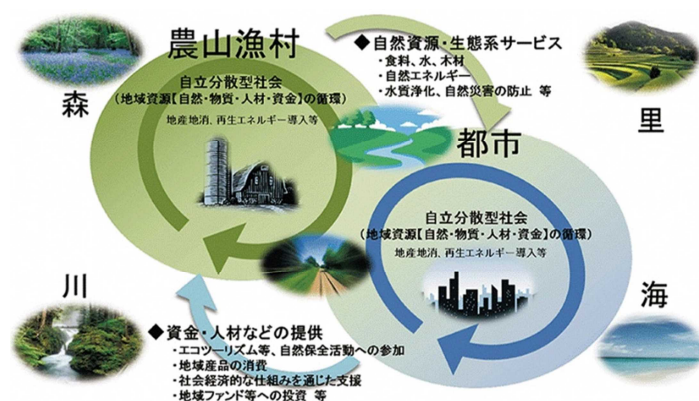 農山漁村
◆自然資源・生態系サービス
・食料、水、木材
・自然エネルギー
・水質浄化、自然災害の防止 等
森
里
自立分散型社会
(地域資源【自然・物質・人材・資金】の循環)
地産地消、再生エネルギー導入等
都市
自立分散型社会
(地域資源【自然・物質・人材・資金】の循環)
地産地消、再生エネルギー導入等
川
海
◆資金・人材などの提供
・エコツーリズム等、自然保全活動への参加
・地域産品の消費
・社会経済的な仕組みを通じた支援
・地域ファンド等への投資 等